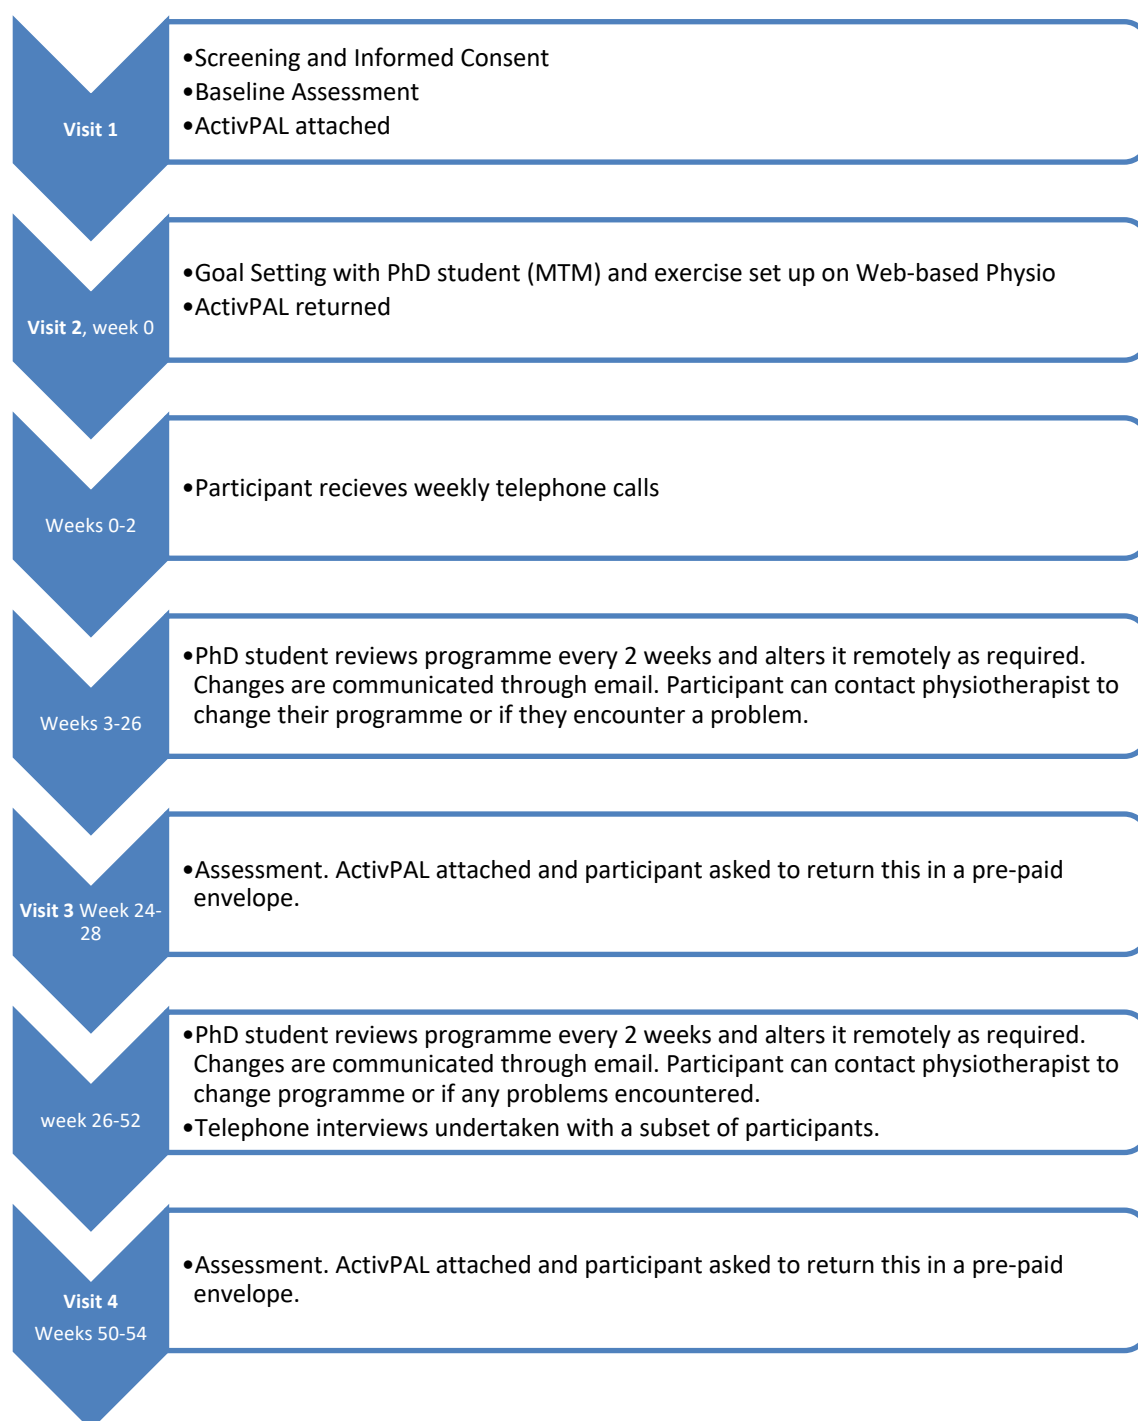 Visit 1
•Screening and Informed Consent
•Baseline Assessment
•ActivPAL attached
Visit 2, week 0
•Goal Setting with PhD student (MTM) and exercise set up on Web-based Physio
•ActivPAL returned
Weeks 0-2
•Participant recieves weekly telephone calls
Weeks 3-26
•PhD student reviews programme every 2 weeks and alters it remotely as required.
Changes are communicated through email. Participant can contact physiotherapist to
change their programme or if they encounter a problem.
Visit 3 Week 24-
28
•Assessment. ActivPAL attached and participant asked to return this in a pre-paid
envelope.
week 26-52
•PhD student reviews programme every 2 weeks and alters it remotely as required.
Changes are communicated through email. Participant can contact physiotherapist to
change programme or if any problems encountered.
•Telephone interviews undertaken with a subset of participants.
Visit 4
Weeks 50-54
•Assessment. ActivPAL attached and participant asked to return this in a pre-paid
envelope.